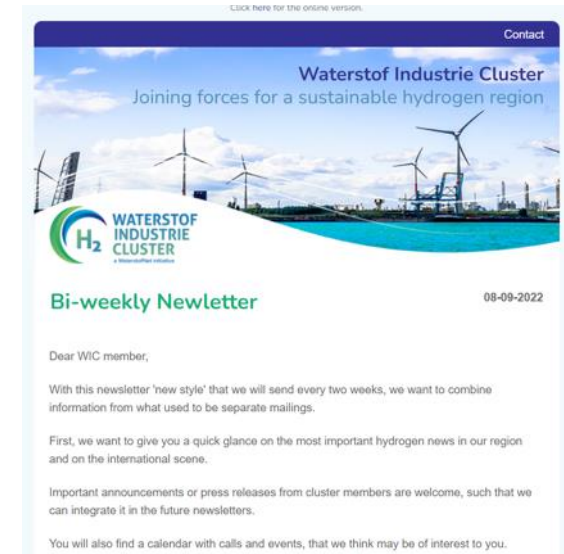 Click here for the online version.
Contact
Waterstof Industrie Cluster
Joining forces for a sustainable hydrogen region
H2
WATERSTOF
INDUSTRIE
CLUSTER
a WaterstofNet initiative
Bi-weekly Newletter
08-09-2022
Dear WIC member,
With this newsletter 'new style' that we will send every two weeks, we want to combine
information from what used to be separate mailings.
First, we want to give you a quick glance on the most important hydrogen news in our region
and on the international scene.
Important announcements or press releases from cluster members are welcome, such that we
can integrate it in the future newsletters.
You will also find a calendar with calls and events, that we think may be of interest to you.